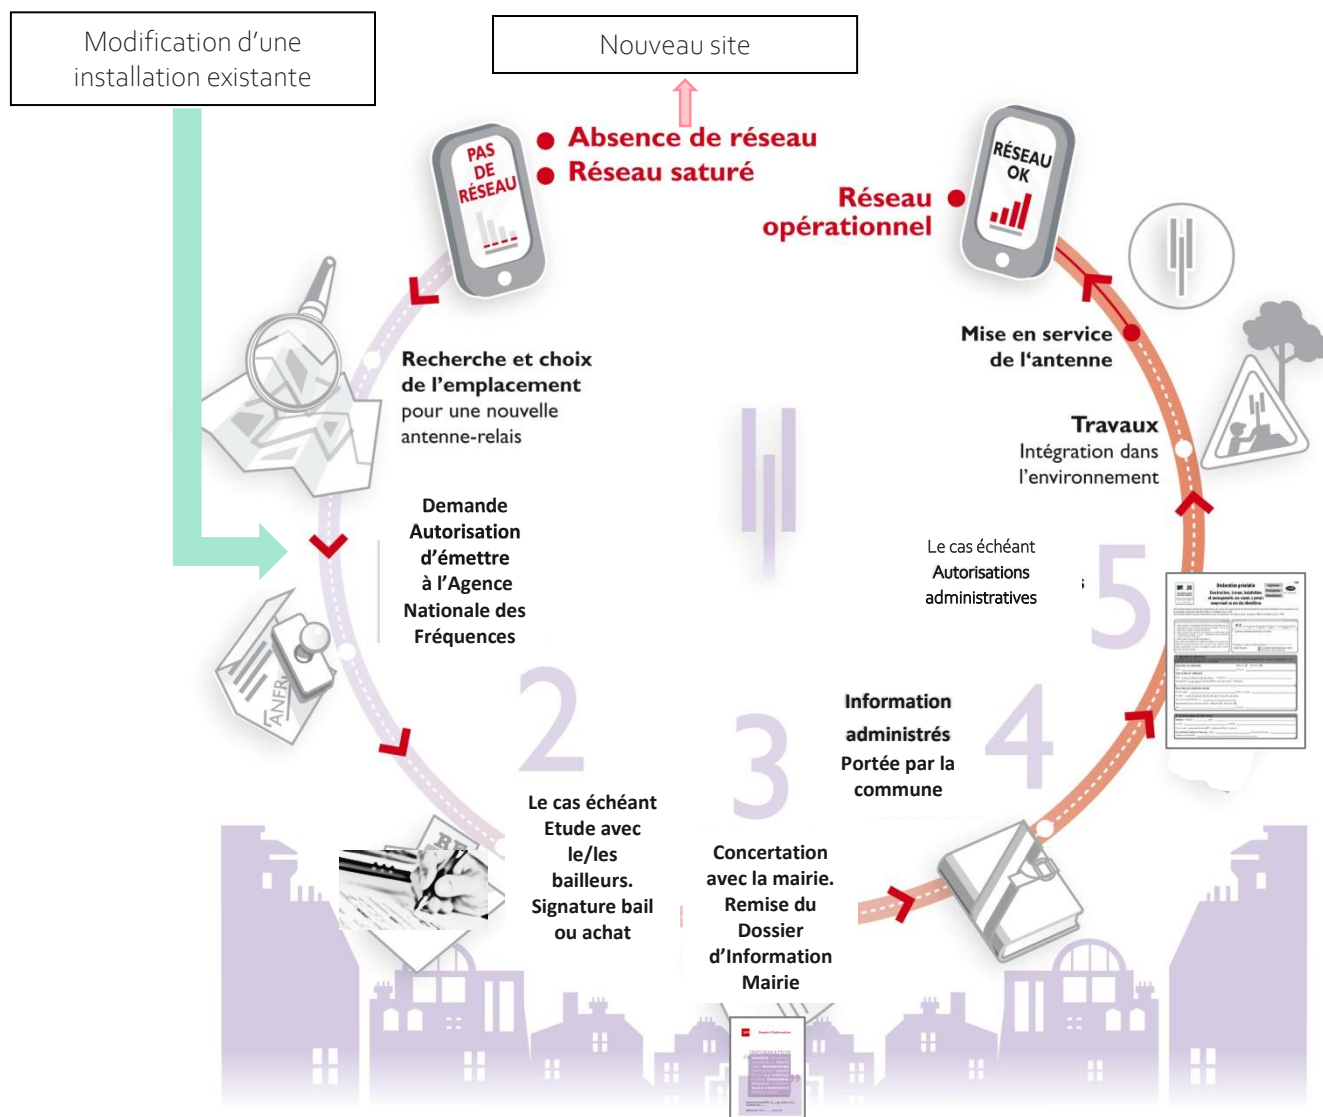 Modification d’une
installation existante
Nouveau site
Absence de réseau
Réseau saturé
PAS
DE
RÉSEAU
RÉSEAU
OK
Réseau
opérationnel
Recherche et choix
de l’emplacement
pour une nouvelle
antenne-relais
Mise en service
de l‘antenne
Travaux
Intégration dans
l’environnement
Demande
Autorisation
d’émettre
à l’Agence
Nationale des
Fréquences
ANFR
Le cas échéant
Autorisations
administratives
5
Déclaration préalable
2
3
4
Information
administrés
Portée par la
commune
Le cas échéant
Etude avec
le/les
bailleurs.
Signature bail
ou achat
Concertation
avec la mairie.
Remise du
Dossier
d’Information
Mairie